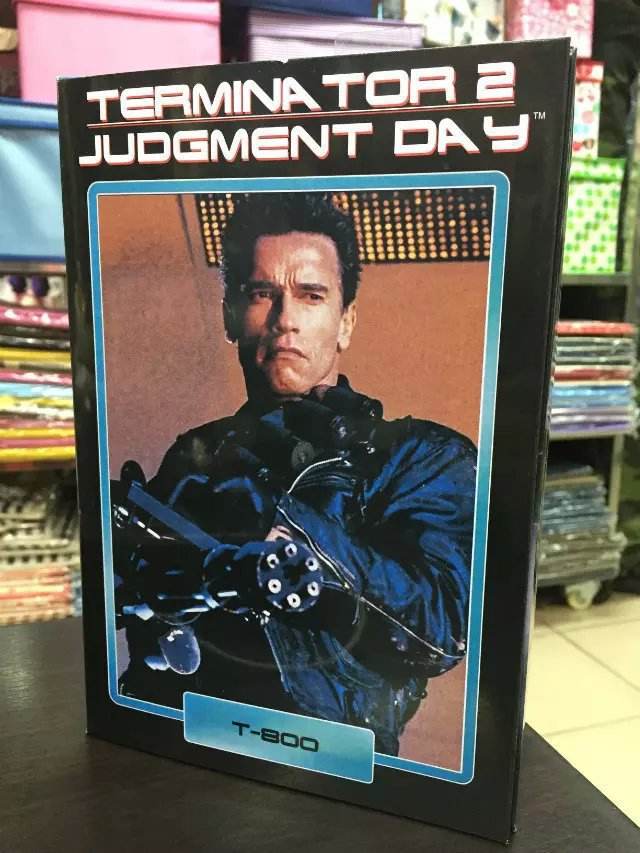 TERMINATOR 2
JUDGMENT DAY™
T-800